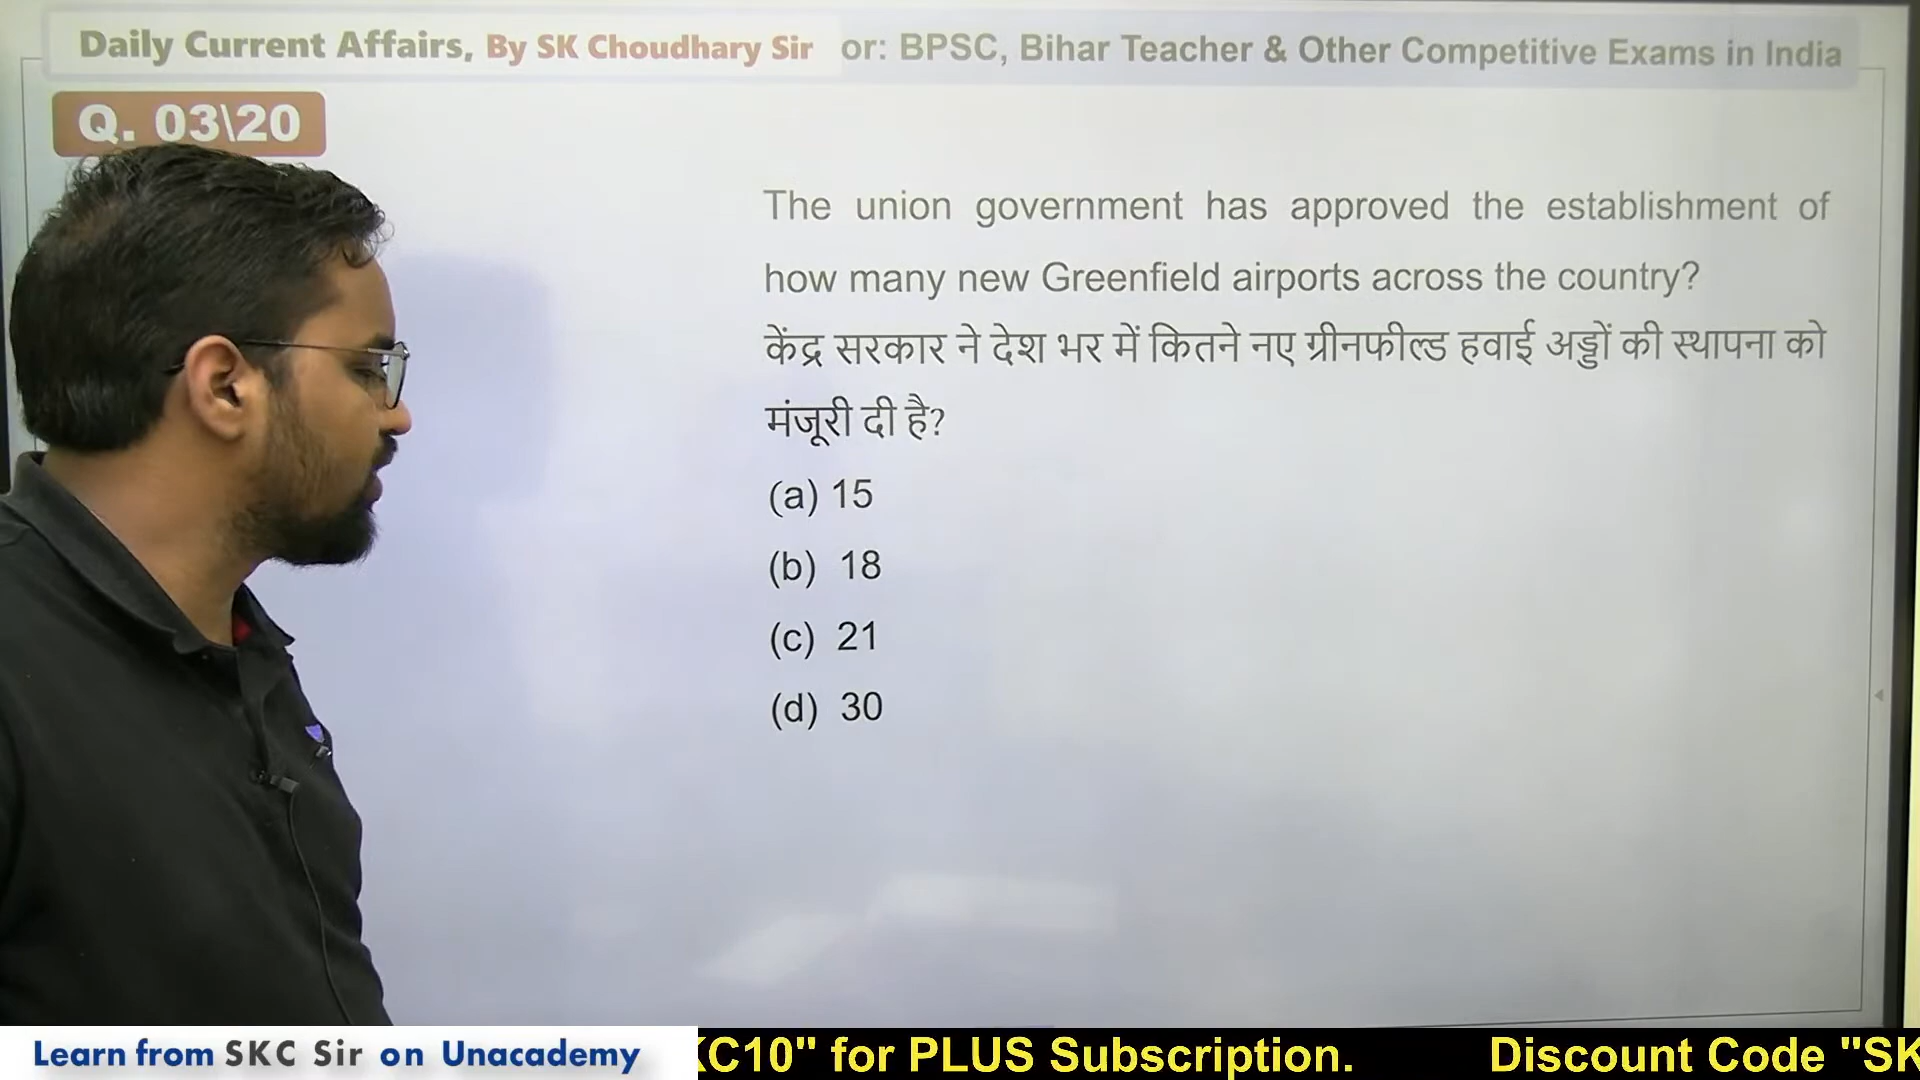 Daily Current Affairs, By SK Choudhary Sir or: BPSC, Bihar Teacher & Other Competitive Exams in India
Q. 03\20
The union government has approved the establishment of
how many new Greenfield airports across the country?
केंद्र सरकार ने देश भर में कितने नए ग्रीनफील्ड हवाई अड्डों की स्थापना को
मंजूरी दी है?
(a) 15
(b) 18
(c) 21
(d) 30
Learn from SKC Sir on Unacademy
KC10" for PLUS Subscription. Discount Code "SK